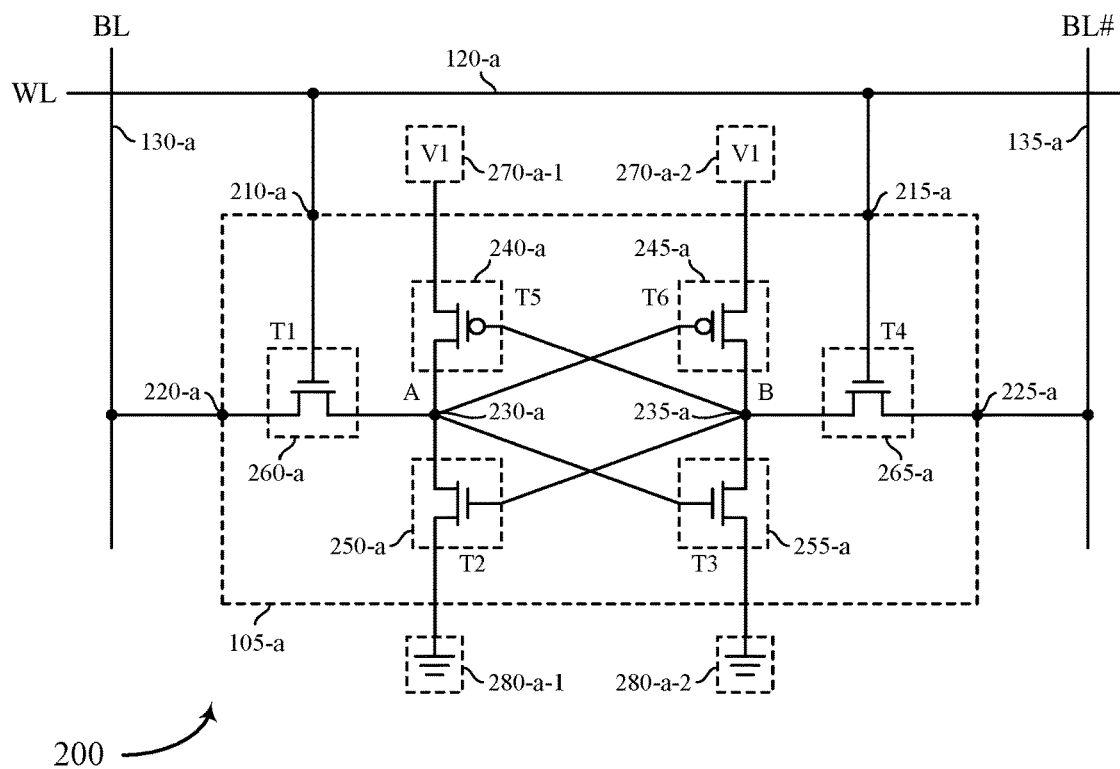 BL
BL#
120-a
WL
130-a
V1
V1
135-a
270-a-1
270-a-2
210-a
215-a
240-a
245-a
T5
T6
T1
T4
A
B
220-a
230-a
235-a
225-a
260-a
265-a
250-a
255-a
T2
T3
105-a
280-a-1
280-a-2
200